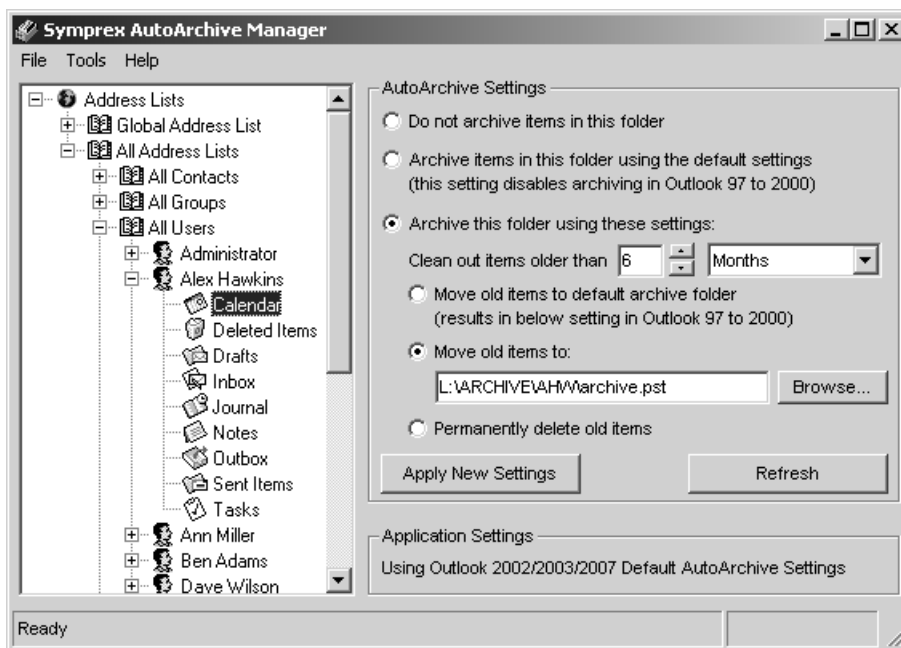 Symprex AutoArchive Manager
File Tools Help
Address Lists
Global Address List
All Address Lists
All Contacts
All Groups
All Users
Administrator
Alex Hawkins
Calendar
Deleted Items
Drafts
Inbox
Journal
Notes
Outbox
Sent Items
Tasks
Ann Miller
Ben Adams
Dave Wilson
AutoArchive Settings
Do not archive items in this folder
Archive items in this folder using the default settings
(this setting disables archiving in Outlook 97 to 2000)
Archive this folder using these settings:
Clean out items older than 6 Months
Move old items to default archive folder
(results in below setting in Outlook 97 to 2000)
Move old items to:
L:\ARCHIVE\AHW\archive.pst Browse...
Permanently delete old items
Apply New Settings Refresh
Application Settings
Using Outlook 2002/2003/2007 Default AutoArchive Settings
Ready